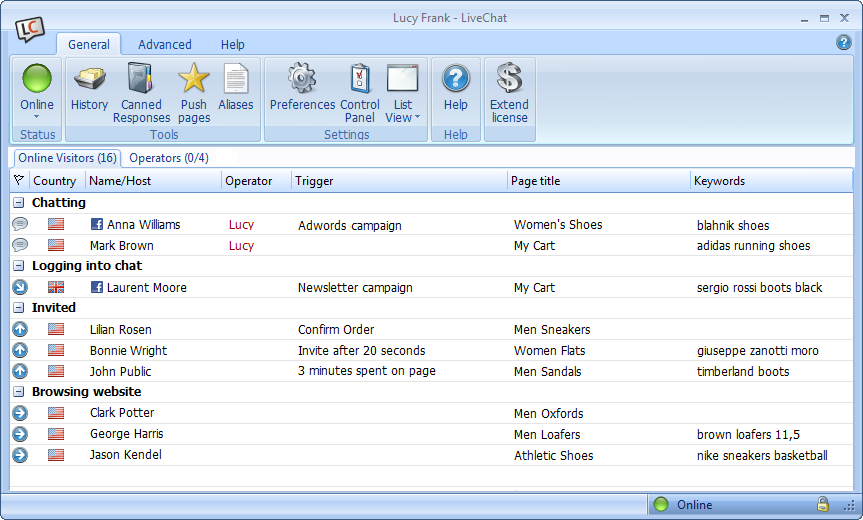 Lucy Frank - LiveChat
LC
General Advanced Help
Online History Canned Responses Push pages Aliases Preferences Control Panel List View Help Extend license
Status Tools Settings Help
Online Visitors (16) Operators (0/4)
Country Name/Host Operator Trigger Page title Keywords
Chatting
Anna Williams Lucy Adwords campaign Women's Shoes blahnik shoes
Mark Brown Lucy My Cart adidas running shoes
Logging into chat
Laurent Moore Newsletter campaign My Cart sergio rossi boots black
Invited
Lilian Rosen Confirm Order Men Sneakers
Bonnie Wright Invite after 20 seconds Women Flats giuseppe zanotti moro
John Public 3 minutes spent on page Men Sandals timberland boots
Browsing website
Clark Potter Men Oxfords
George Harris Men Loafers brown loafers 11,5
Jason Kendel Athletic Shoes nike sneakers basketball
Online